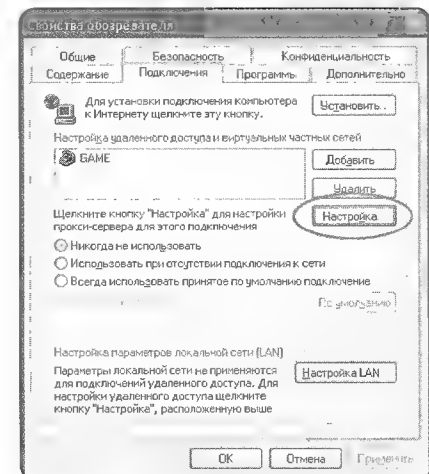 Свойства обозревателя
Общие Безопасность Конфиденциальность
Содержание Подключения Программы Дополнительно
Для установки подключения компьютера
к Интернету щелкните эту кнопку.
Установить..
Настройка удаленного доступа и виртуальных частных сетей
GAME
Добавить
Удалить
Щелкните кнопку "Настройка" для настройки
прокси-сервера для этого подключения
Настройка
Никогда не использовать
Использовать при отсутствии подключения к сети
Всегда использовать принятое по умолчанию подключение
По умолчанию
Настройка параметров локальной сети (LAN)
Параметры локальной сети не применяются
для подключений удаленного доступа. Для
настройки удаленного доступа щелкните
кнопку "Настройка", расположенную выше
Настройка LAN
OK Отмена Применить